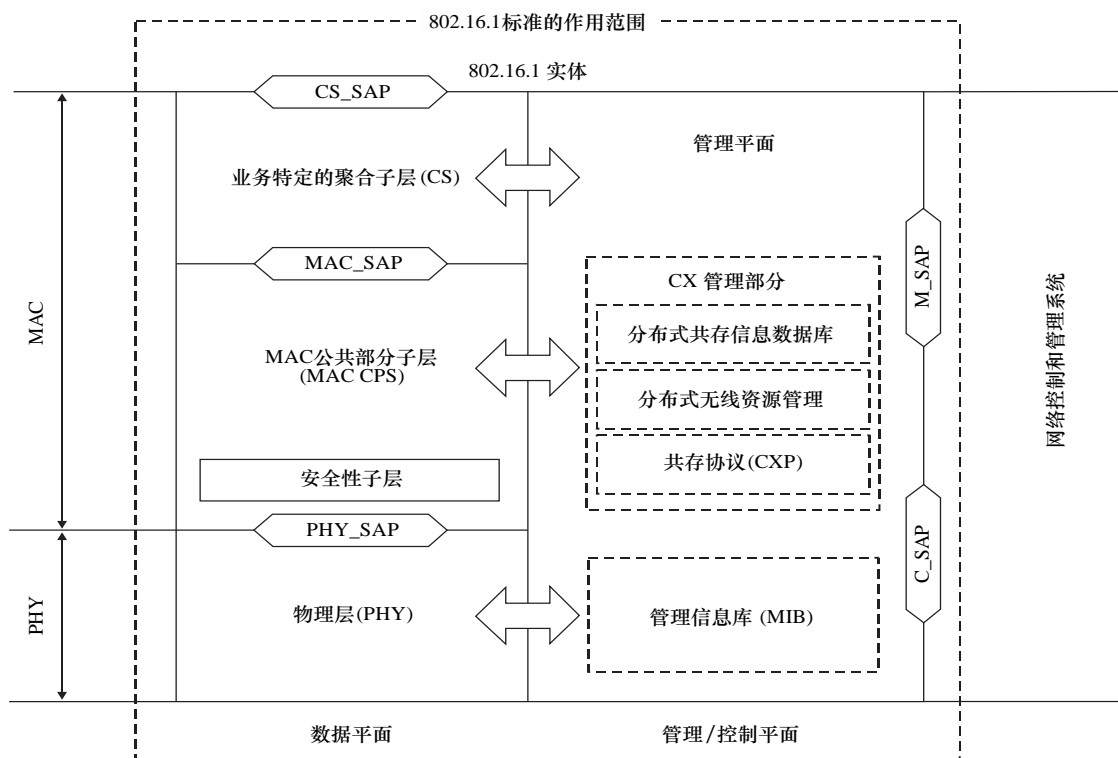 802.16.1标准的作用范围
802.16.1 实体
CS_SAP
管理平面
业务特定的聚合子层(CS)
MAC_SAP
CX 管理部分
M_SAP
分布式共存信息数据库
MAC
MAC公共部分子层
(MAC CPS)
网络控制和管理系统
分布式无线资源管理
共存协议(CXP)
安全性子层
PHY_SAP
C_SAP
PHY
物理层(PHY)
管理信息库 (MIB)
数据平面
管理/控制平面